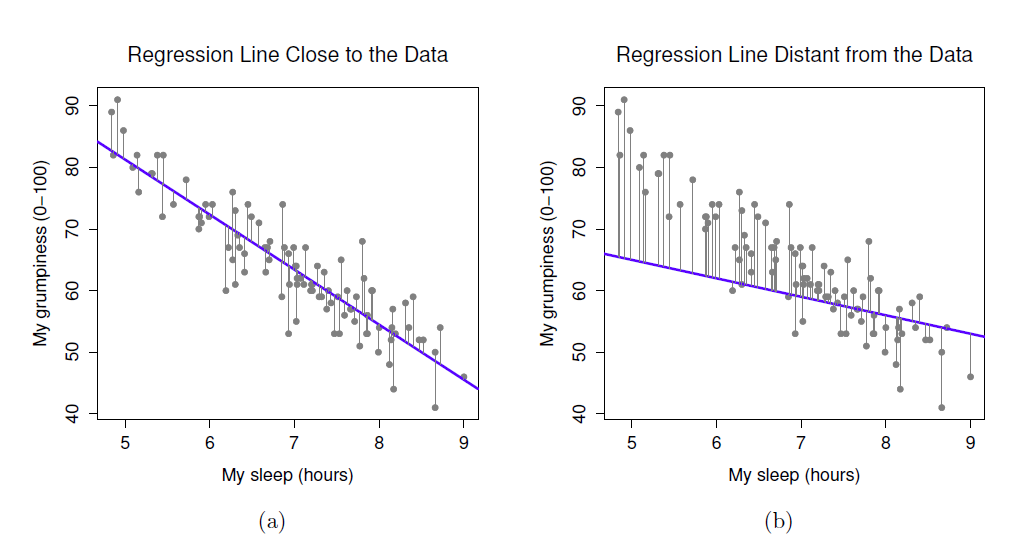 Regression Line Close to the Data
My grumpiness (0−100)
90
80
70
60
50
40
5 6 7 8 9
My sleep (hours)
(a)
Regression Line Distant from the Data
My grumpiness (0−100)
90
80
70
60
50
40
5 6 7 8 9
My sleep (hours)
(b)